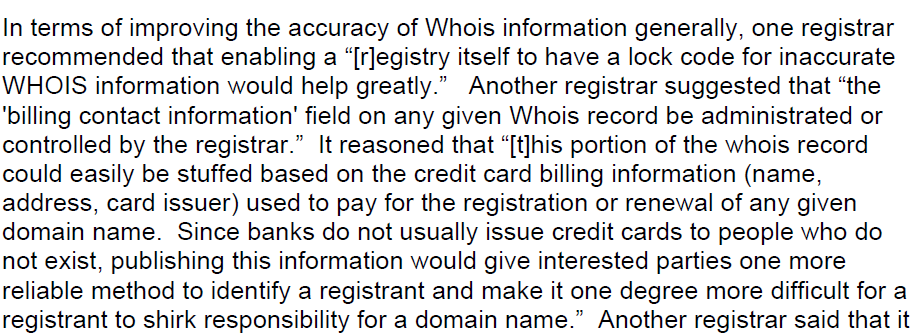 In terms of improving the accuracy of Whois information generally, one registrar
recommended that enabling a “[r]egistry itself to have a lock code for inaccurate
WHOIS information would help greatly.”   Another registrar suggested that “the
'billing contact information' field on any given Whois record be administrated or
controlled by the registrar.”  It reasoned that “[t]his portion of the whois record
could easily be stuffed based on the credit card billing information (name,
address, card issuer) used to pay for the registration or renewal of any given
domain name.  Since banks do not usually issue credit cards to people who do
not exist, publishing this information would give interested parties one more
reliable method to identify a registrant and make it one degree more difficult for a
registrant to shirk responsibility for a domain name.”  Another registrar said that it